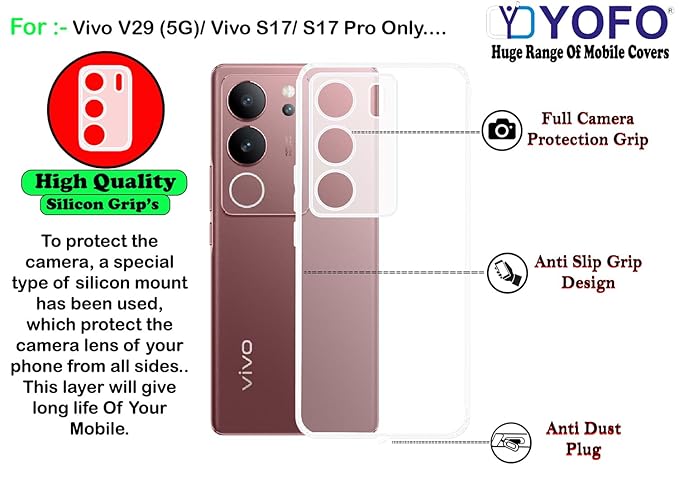 For :- Vivo V29 (5G)/ Vivo S17/ S17 Pro Only....
YOFO®
Huge Range Of Mobile Covers
High Quality
Silicon Grip's
To protect the
camera, a special
type of silicon mount
has been used,
which protect the
camera lens of your
phone from all sides..
This layer will give
long life Of Your
Mobile.
vivo
Full Camera
Protection Grip
Anti Slip Grip
Design
Anti Dust
Plug